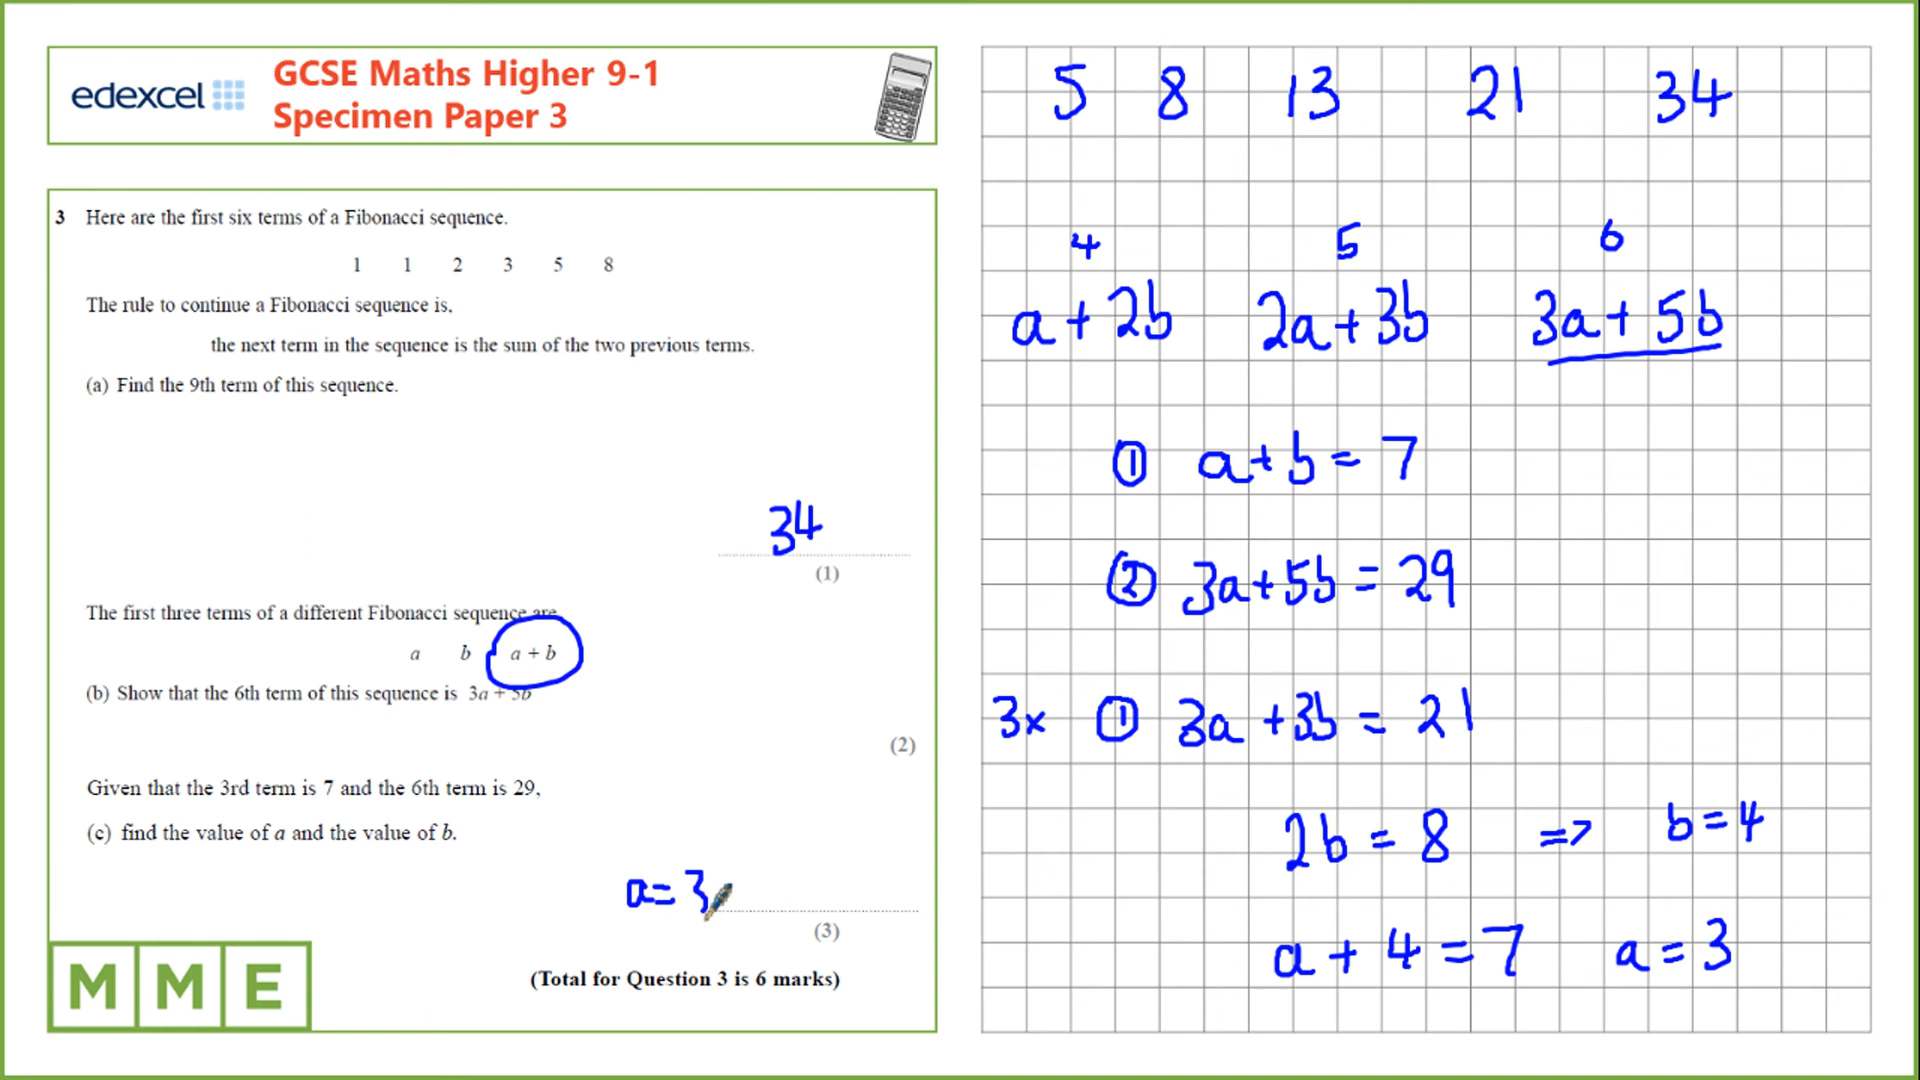 edexcel
GCSE Maths Higher 9-1
Specimen Paper 3
3 Here are the first six terms of a Fibonacci sequence.
1 1 2 3 5 8
The rule to continue a Fibonacci sequence is,
the next term in the sequence is the sum of the two previous terms.
(a) Find the 9th term of this sequence.
34
(1)
The first three terms of a different Fibonacci sequence are
a b a + b
(b) Show that the 6th term of this sequence is 3a + 5b
(2)
Given that the 3rd term is 7 and the 6th term is 29,
(c) find the value of a and the value of b.
a = 3,
(3)
(Total for Question 3 is 6 marks)
MME
5 8 13 21 34
4 5 6
a + 2b 2a + 3b 3a + 5b
① a + b = 7
② 3a + 5b = 29
3x ① 3a + 3b = 21
2b = 8 => b = 4
a + 4 = 7 a = 3